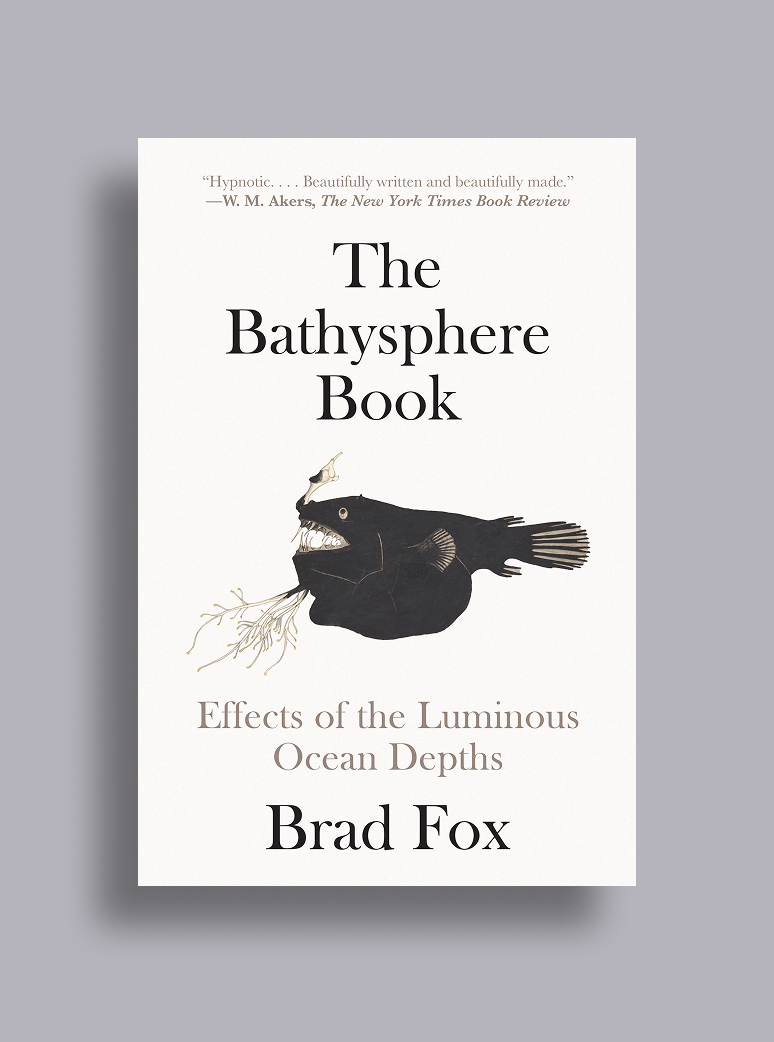 “Hypnotic. . . . Beautifully written and beautifully made.”
—W. M. Akers, The New York Times Book Review
The
Bathysphere
Book
Effects of the Luminous
Ocean Depths
Brad Fox